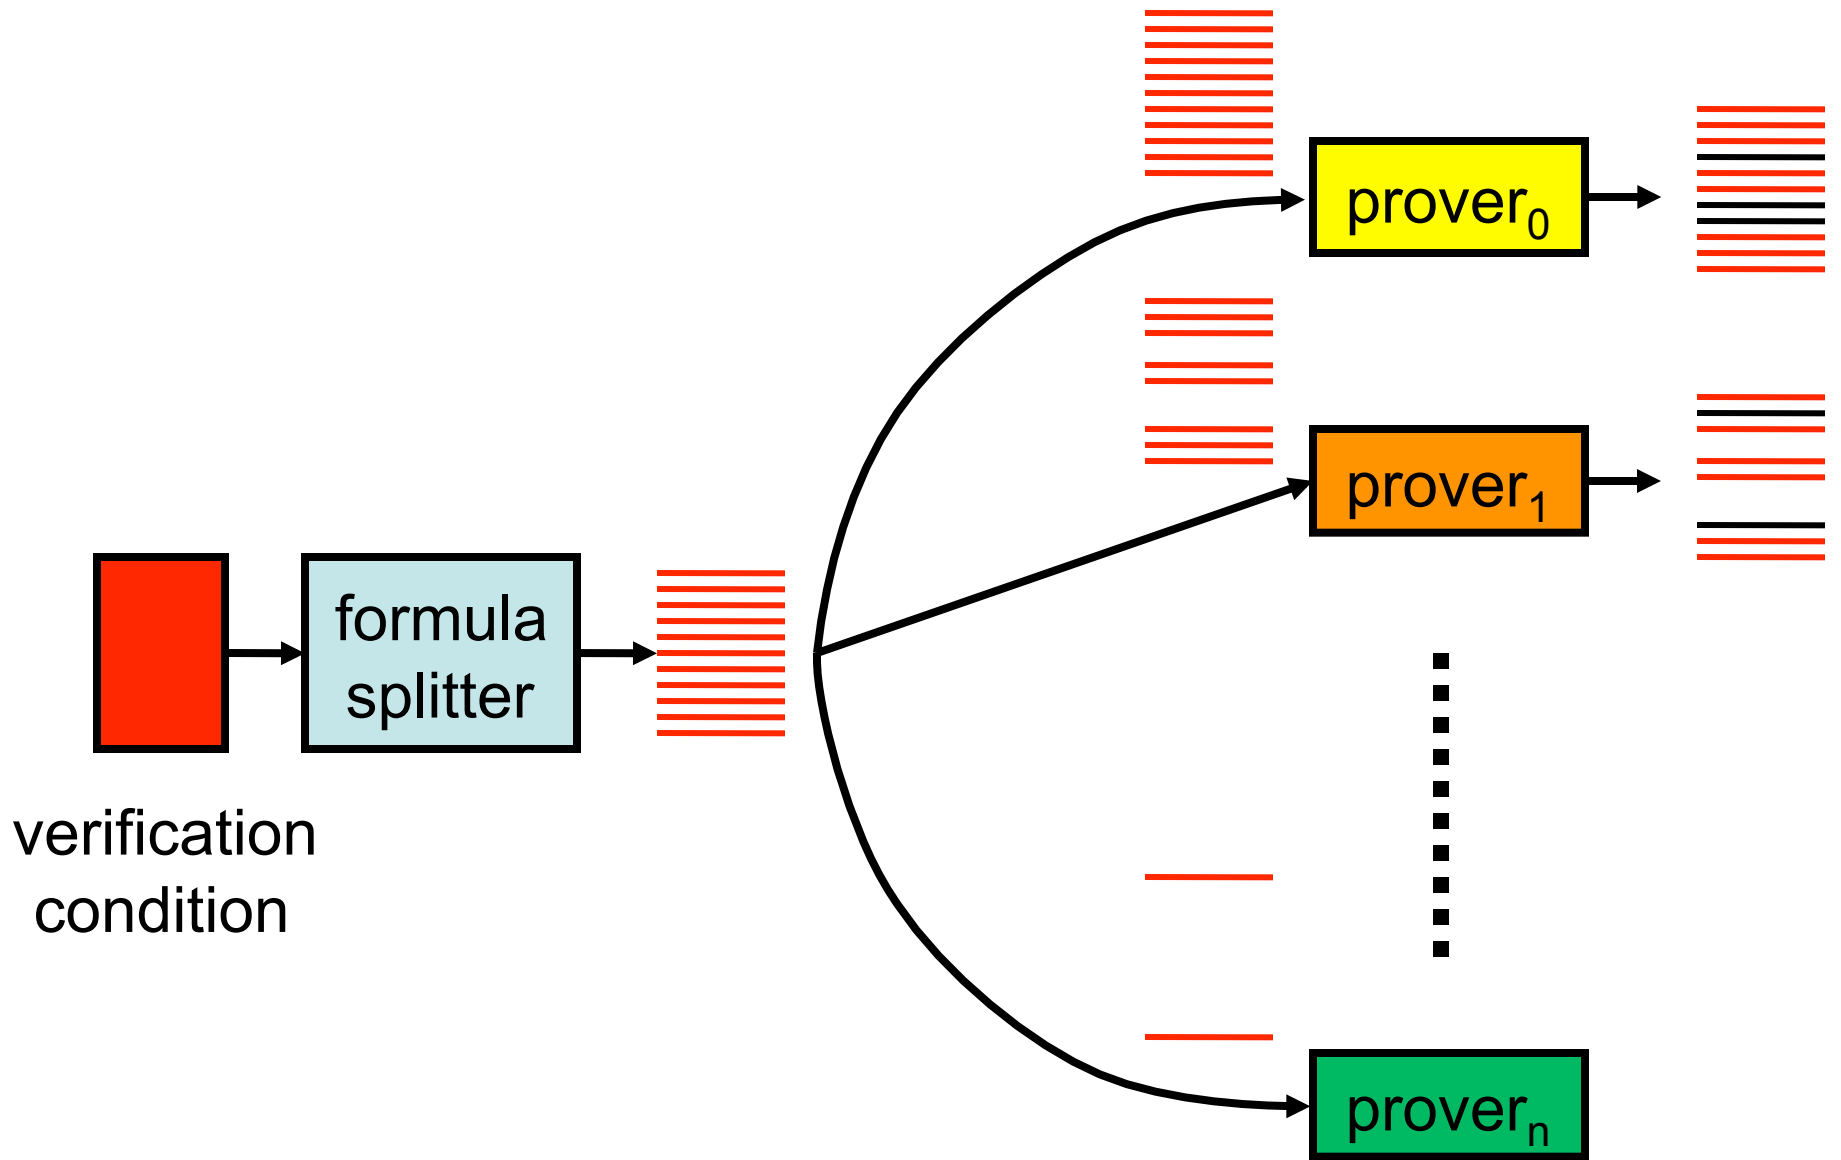 prover₀
prover₁
formula
splitter
verification
condition
proverₙ